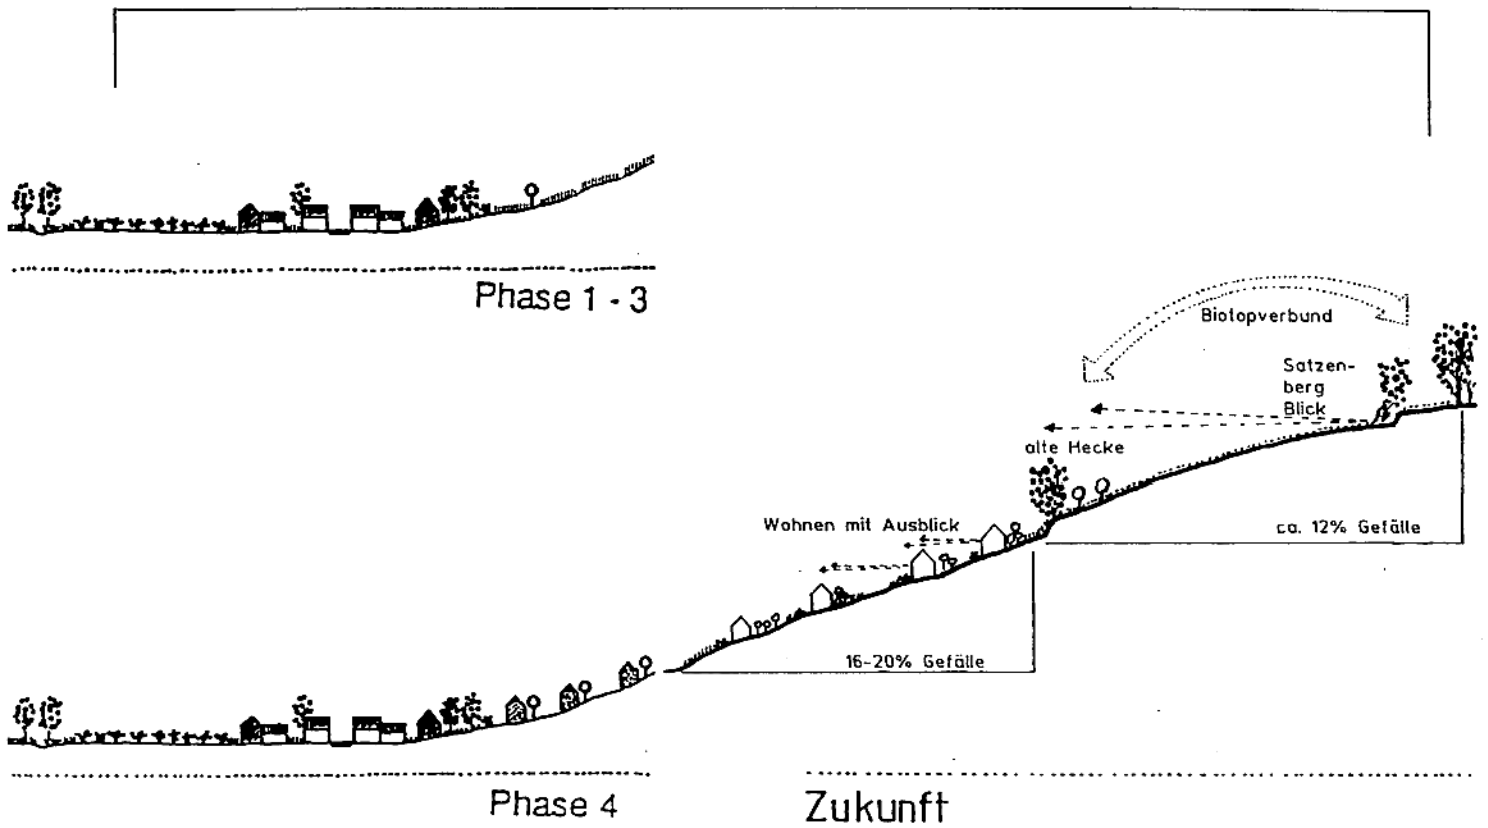 Phase 1 - 3
Biotopverbund
Satzen-
berg
Blick
alte Hecke
Wohnen mit Ausblick
ca. 12% Gefälle
16-20% Gefälle
Phase 4
Zukunft